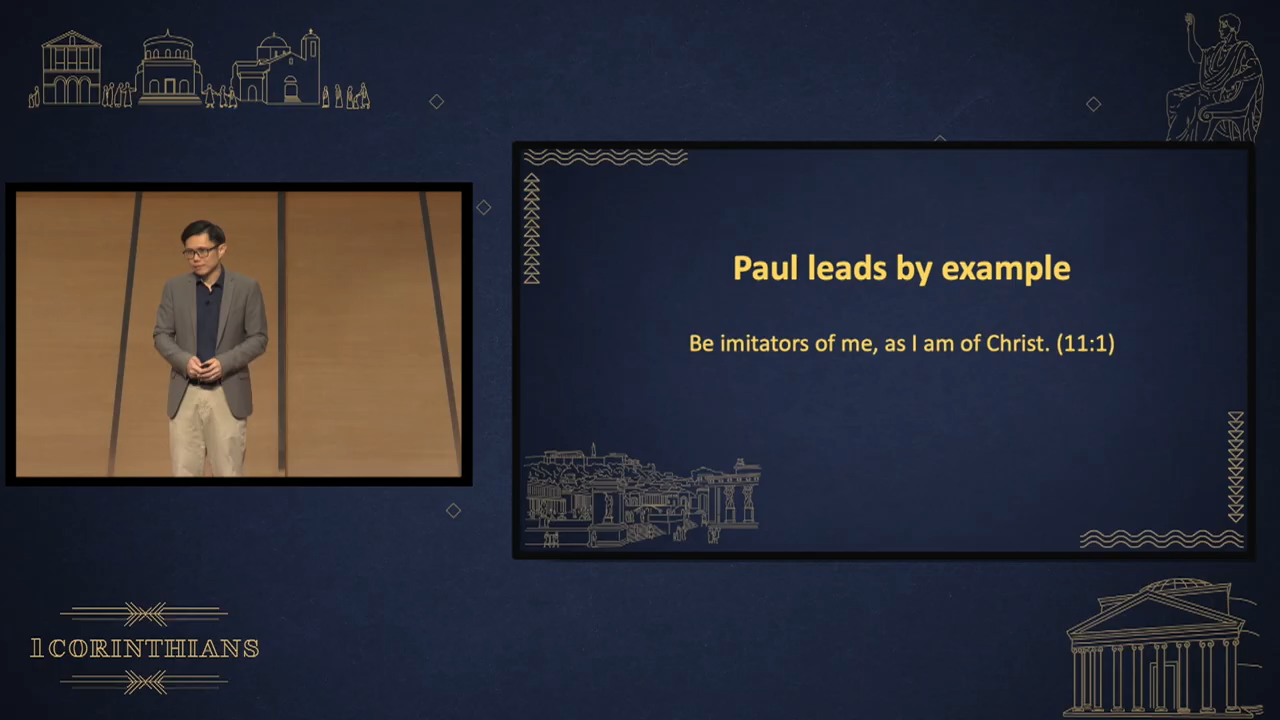 Paul leads by example
Be imitators of me, as I am of Christ. (11:1)
1CORINTHIANS